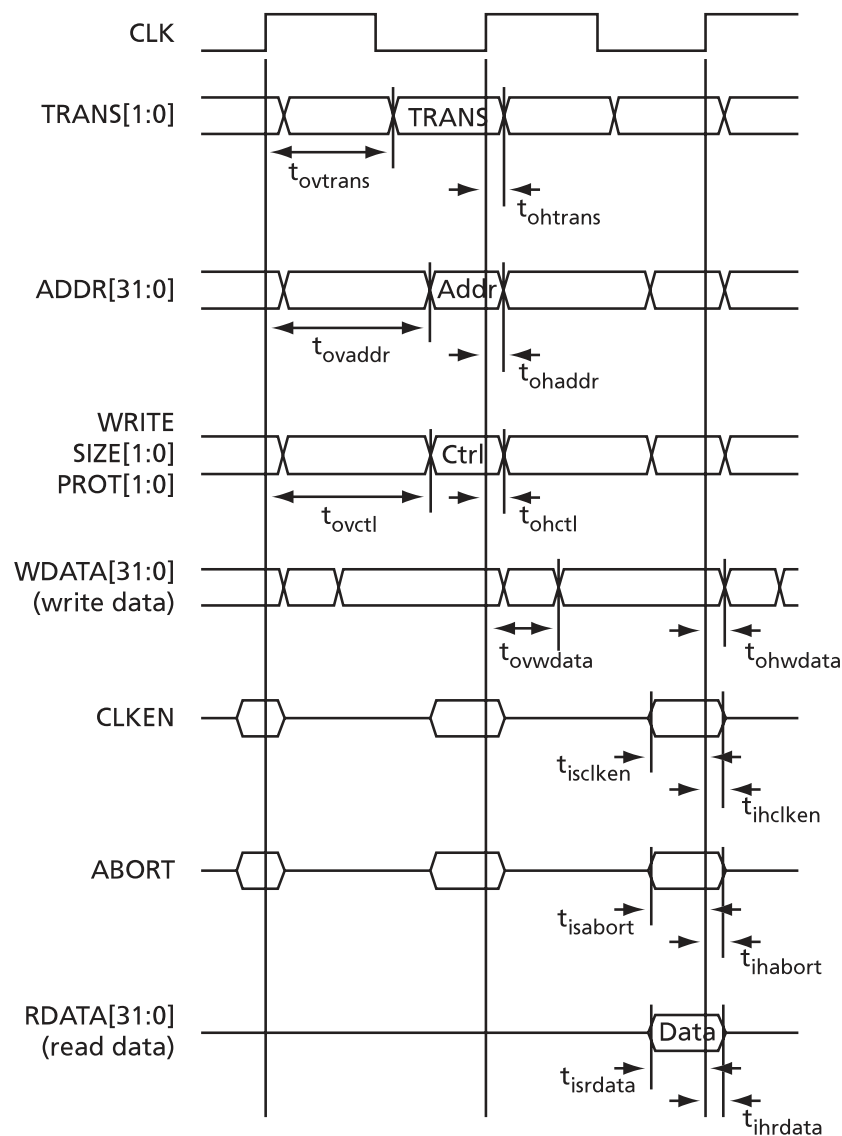 CLK
TRANS[1:0]
TRANS
tovtrans
tohtrans
ADDR[31:0]
Addr
tovaddr
tohaddr
WRITE
SIZE[1:0]
PROT[1:0]
Ctrl
tovctl
tohctl
WDATA[31:0]
(write data)
tovwdata
tohwdata
CLKEN
tisclken
tihclken
ABORT
tisabort
tihabort
RDATA[31:0]
(read data)
Data
tisrdata
tihrdata